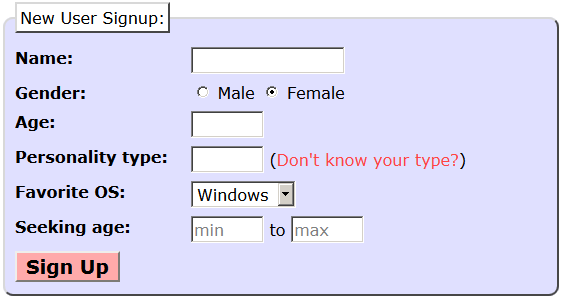 New User Signup:
Name:
Gender: Male Female
Age:
Personality type: (Don't know your type?)
Favorite OS: Windows
Seeking age: min to max
Sign Up